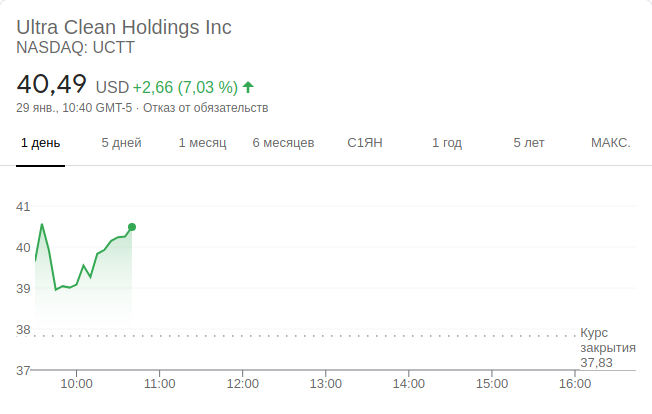 Ultra Clean Holdings Inc
NASDAQ: UCTT
40,49 USD +2,66 (7,03 %)
29 янв., 10:40 GMT-5 · Отказ от обязательств
1 день 5 дней 1 месяц 6 месяцев С1ЯН 1 год 5 лет МАКС.
41
40
39
38
Курс
закрытия
37,83
37
10:00 11:00 12:00 13:00 14:00 15:00 16:00